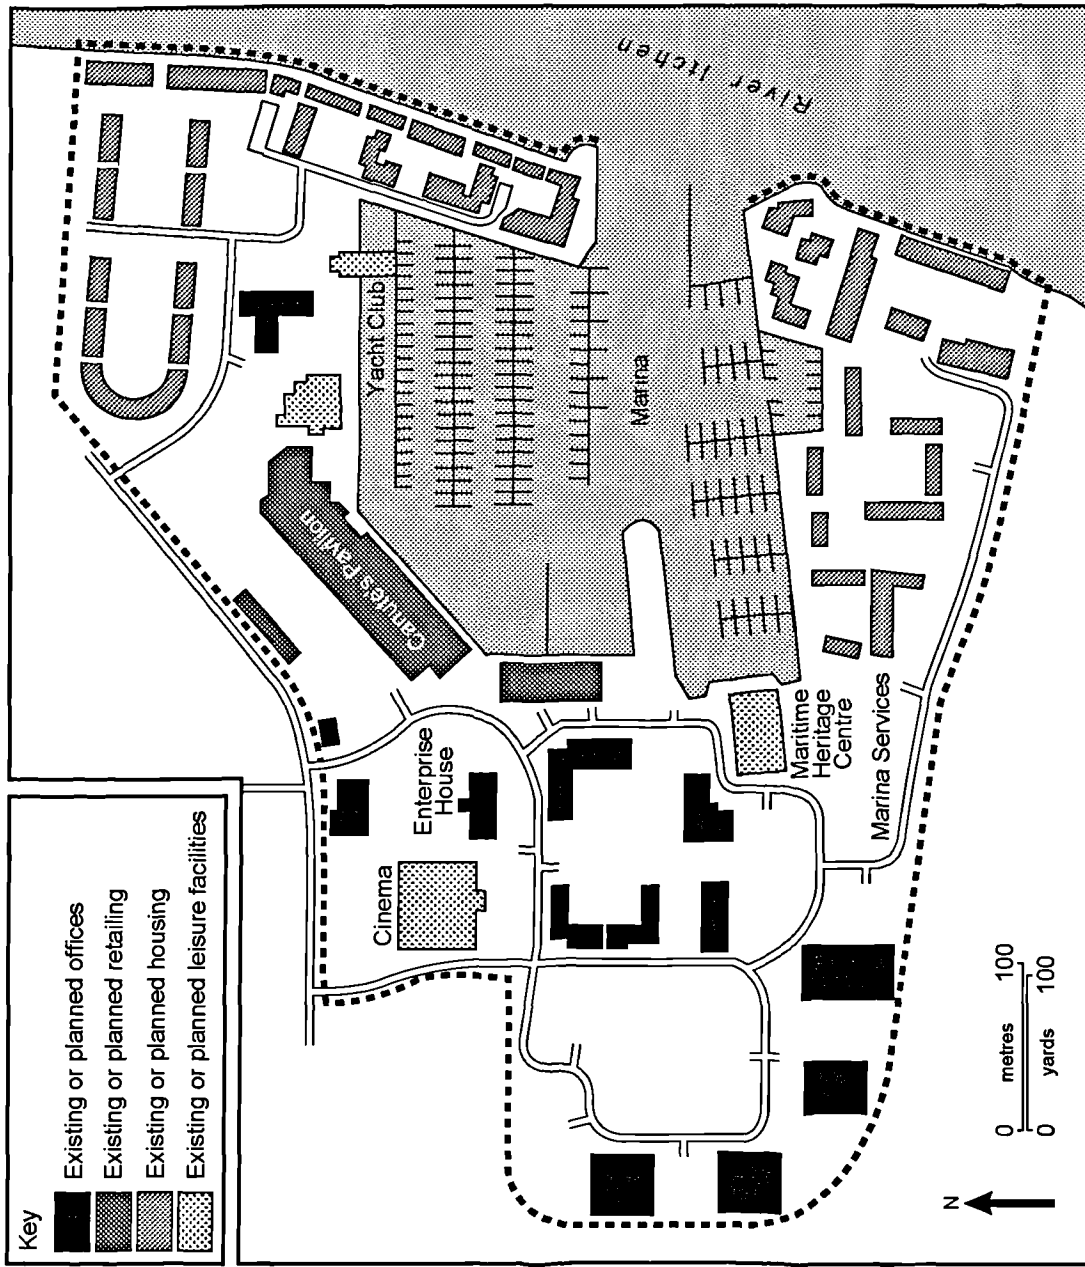 Key
Existing or planned offices
Existing or planned retailing
Existing or planned housing
Existing or planned leisure facilities
River Itchen
Canutes Pavilion
Yacht Club
Marina
Enterprise
House
Cinema
Maritime
Heritage
Centre
Marina Services
N
0 metres 100
0 yards 100